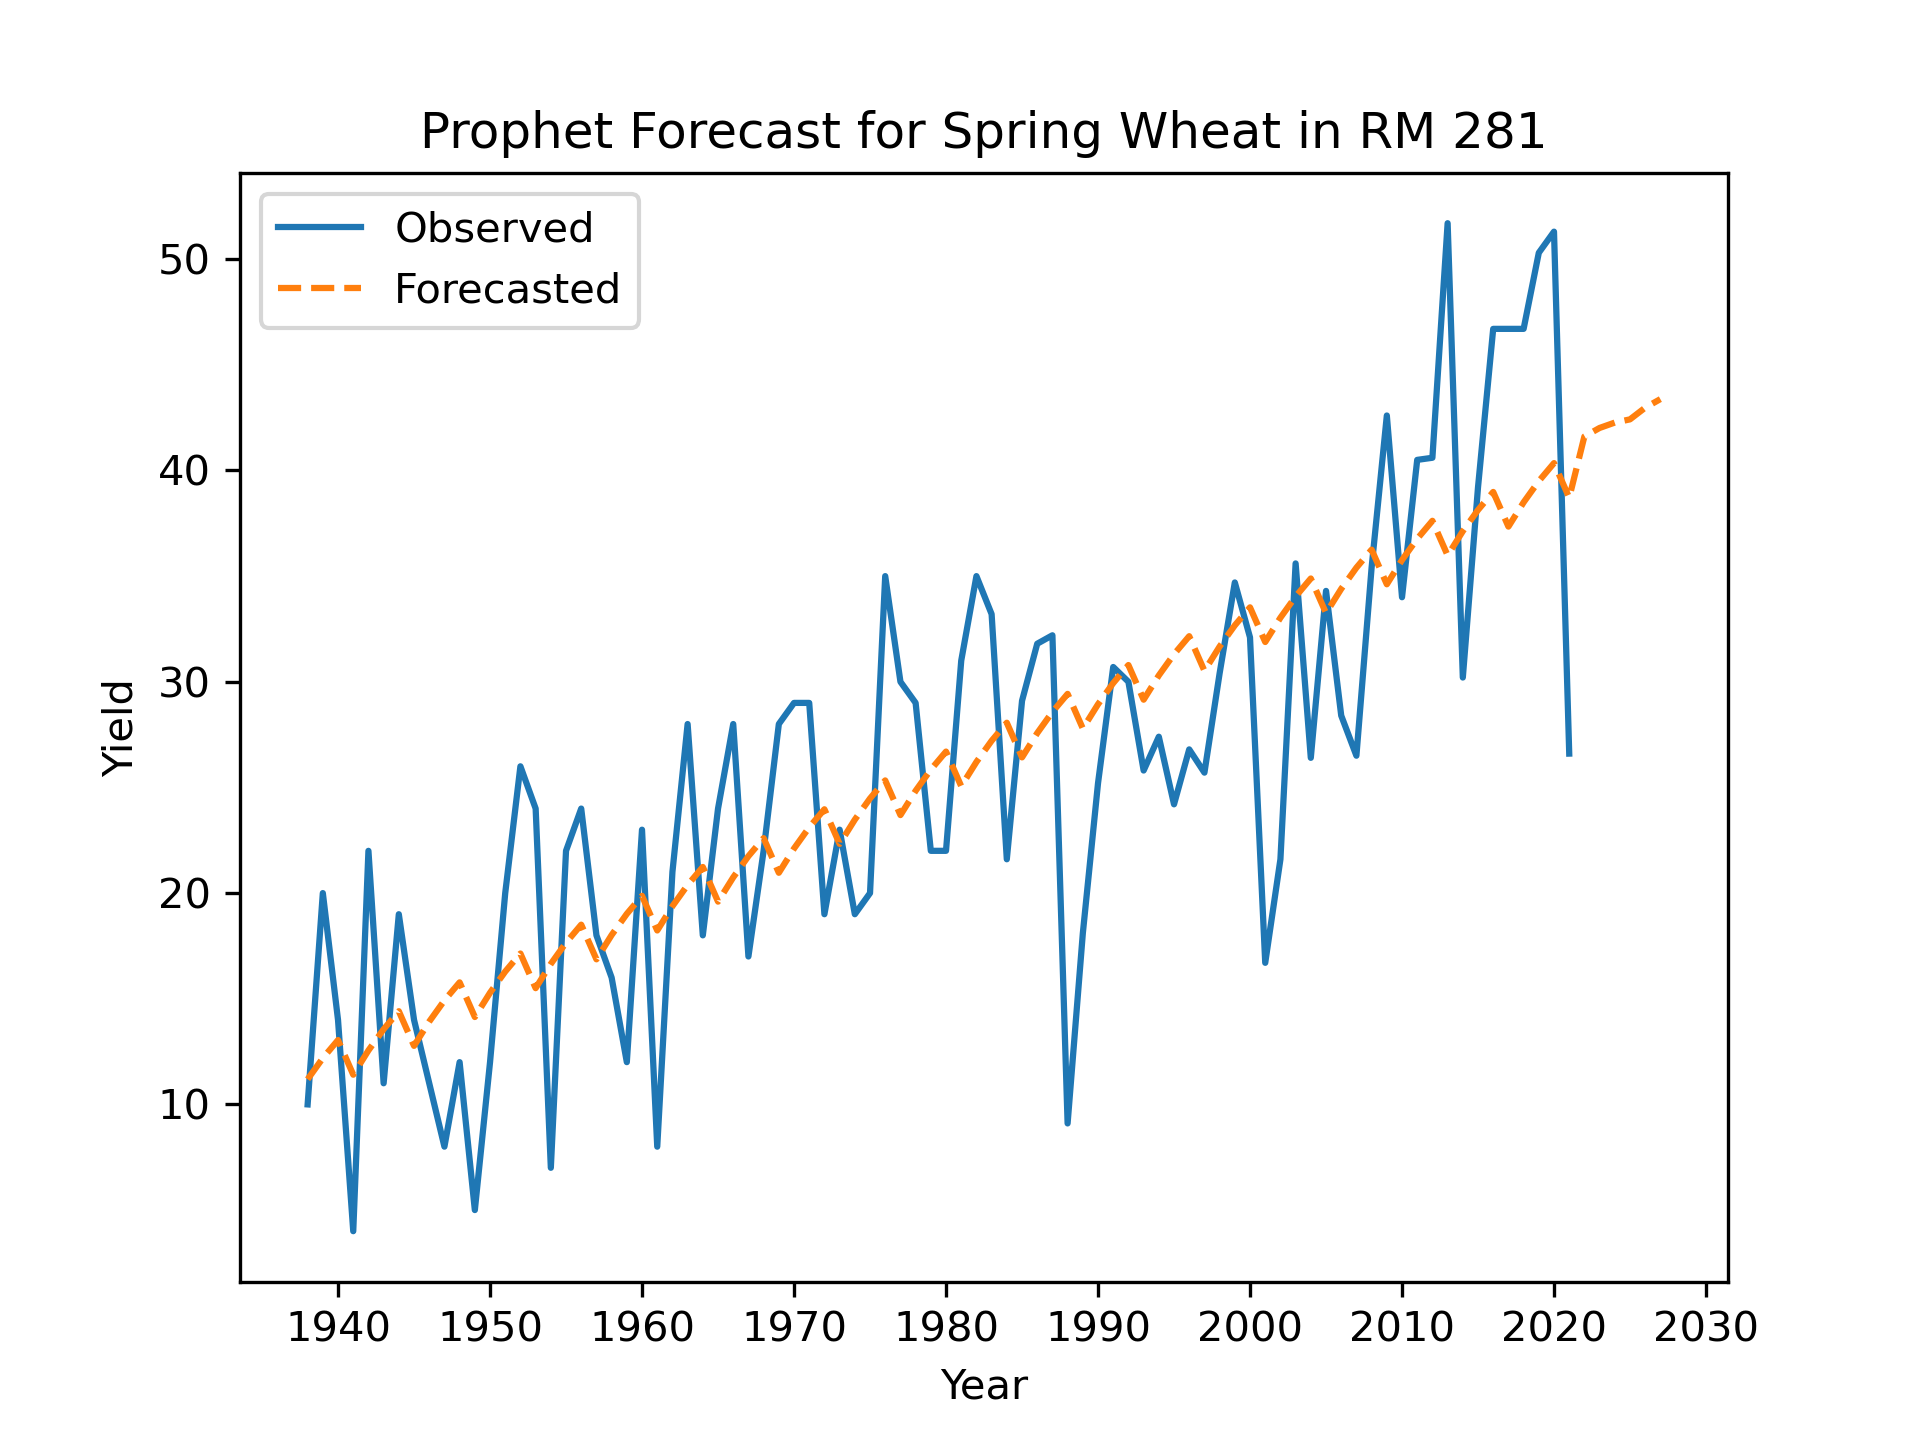 Prophet Forecast for Spring Wheat in RM 281
Observed
Forecasted
50
40
30
20
10
Yield
1940 1950 1960 1970 1980 1990 2000 2010 2020 2030
Year